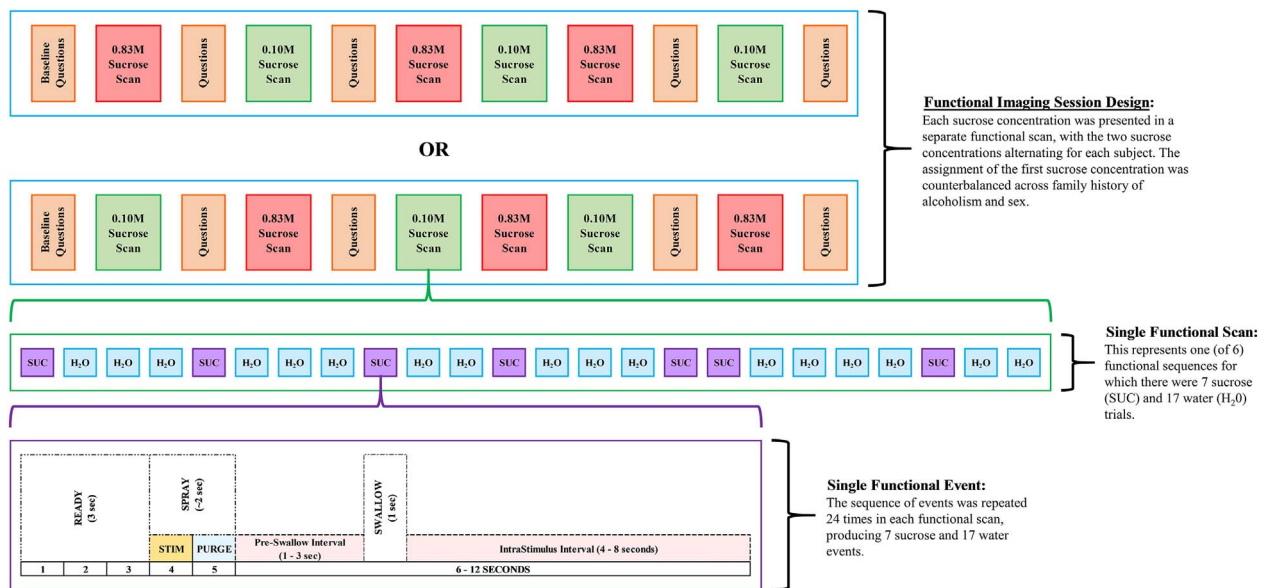 Baseline Questions
0.83M Sucrose Scan
Questions
0.10M Sucrose Scan
Questions
0.83M Sucrose Scan
0.10M Sucrose Scan
0.83M Sucrose Scan
Questions
0.10M Sucrose Scan
Questions
OR
Baseline Questions
0.10M Sucrose Scan
Questions
0.83M Sucrose Scan
Questions
0.10M Sucrose Scan
0.83M Sucrose Scan
0.10M Sucrose Scan
Questions
0.83M Sucrose Scan
Questions
Functional Imaging Session Design:
Each sucrose concentration was presented in a
separate functional scan, with the two sucrose
concentrations alternating for each subject. The
assignment of the first sucrose concentration was
counterbalanced across family history of
alcoholism and sex.
SUC H₂O H₂O H₂O SUC H₂O H₂O H₂O SUC H₂O H₂O SUC H₂O H₂O H₂O SUC SUC H₂O H₂O H₂O H₂O SUC H₂O H₂O
Single Functional Scan:
This represents one (of 6)
functional sequences for
which there were 7 sucrose
(SUC) and 17 water (H₂0)
trials.
READY
(3 sec)
SPRAY
(~2 sec)
SWALLOW
(1 sec)
STIM
PURGE
Pre-Swallow Interval
(1 - 3 sec)
IntraStimulus Interval (4 - 8 seconds)
1 2 3 4 5 6 - 12 SECONDS
Single Functional Event:
The sequence of events was repeated
24 times in each functional scan,
producing 7 sucrose and 17 water
events.